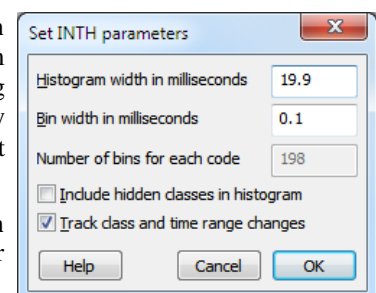 Set INTH parameters
Histogram width in milliseconds 19.9
Bin width in milliseconds 0.1
Number of bins for each code 198
Include hidden classes in histogram
Track class and time range changes
Help Cancel OK